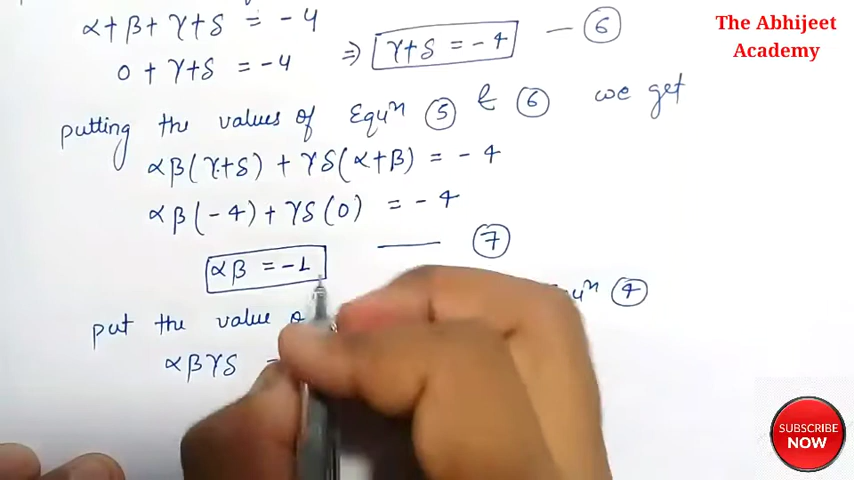 α+β+γ+δ = -4
0 + γ+δ = -4 ⇒ γ+δ = -4 — ⑥
putting the values of Equⁿ ⑤ & ⑥ we get
αβ(γ+δ) + γδ(α+β) = -4
αβ(-4) + γδ(0) = -4
αβ = -1 — ⑦
put the value Equⁿ ④
αβγδ =
The Abhijeet
Academy
SUBSCRIBE
NOW